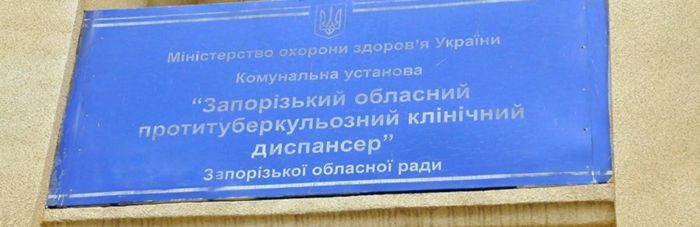 Міністерство охорони здоров'я України
Комунальна установа
“Запорізький обласний
протитуберкульозний клінічний
диспансер”
Запорізької обласної ради